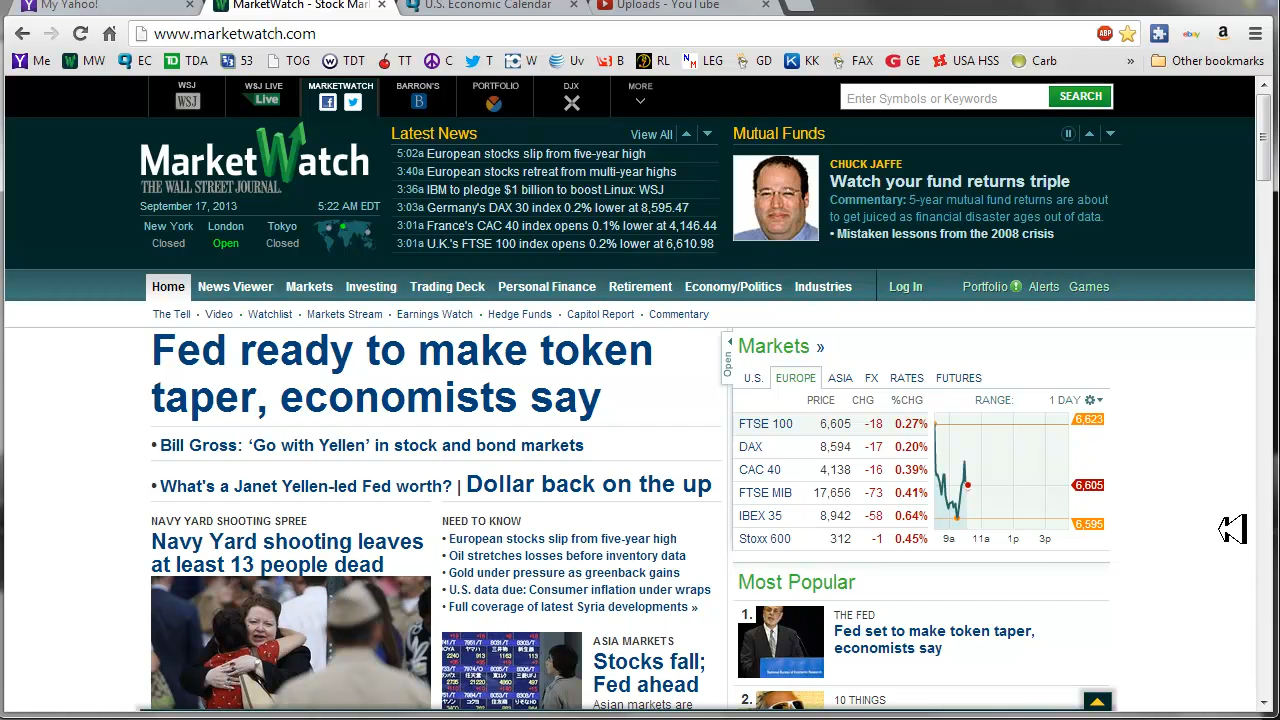 My Yahoo!
MarketWatch - Stock Mar
U.S. Economic Calendar
Uploads - YouTube
www.marketwatch.com
ABP
ebay
Me
MW
EC
TD TDA
53
TOG
TDT
TT
C
T
W
Uv
B
RL
LEG
GD
KK
FAX
GE
USA HSS
Carb
»
Other bookmarks
WSJ
WSJ
WSJ LIVE
Live
MARKETWATCH
BARRON'S
B
PORTFOLIO
DJX
MORE
Enter Symbols or Keywords
SEARCH
MarketWatch
THE WALL STREET JOURNAL.
September 17, 2013 5:22 AM EDT
New York London Tokyo
Closed Open Closed
Latest News View All
5:02a European stocks slip from five-year high
3:40a European stocks retreat from multi-year highs
3:36a IBM to pledge $1 billion to boost Linux: WSJ
3:03a Germany's DAX 30 index 0.2% lower at 8,595.47
3:01a France's CAC 40 index opens 0.1% lower at 4,146.44
3:01a U.K.'s FTSE 100 index opens 0.2% lower at 6,610.98
Mutual Funds
CHUCK JAFFE
Watch your fund returns triple
Commentary: 5-year mutual fund returns are about
to get juiced as financial disaster ages out of data.
• Mistaken lessons from the 2008 crisis
Home News Viewer Markets Investing Trading Deck Personal Finance Retirement Economy/Politics Industries Log In Portfolio Alerts Games
The Tell • Video • Watchlist • Markets Stream • Earnings Watch • Hedge Funds • Capitol Report • Commentary
Fed ready to make token
taper, economists say
• Bill Gross: ‘Go with Yellen’ in stock and bond markets
• What's a Janet Yellen-led Fed worth? | Dollar back on the up
NAVY YARD SHOOTING SPREE
Navy Yard shooting leaves
at least 13 people dead
NEED TO KNOW
• European stocks slip from five-year high
• Oil stretches losses before inventory data
• Gold under pressure as greenback gains
• U.S. data due: Consumer inflation under wraps
• Full coverage of latest Syria developments »
ASIA MARKETS
Stocks fall;
Fed ahead
Asian markets are
Open
Markets »
U.S. EUROPE ASIA FX RATES FUTURES
PRICE CHG %CHG RANGE: 1 DAY
FTSE 100 6,605 -18 0.27%
DAX 8,594 -17 0.20%
CAC 40 4,138 -16 0.39%
FTSE MIB 17,656 -73 0.41%
IBEX 35 8,942 -58 0.64%
Stoxx 600 312 -1 0.45%
6,623
6,605
6,595
9a 11a 1p 3p
Most Popular
1. THE FED
Fed set to make token taper,
economists say
2. 10 THINGS